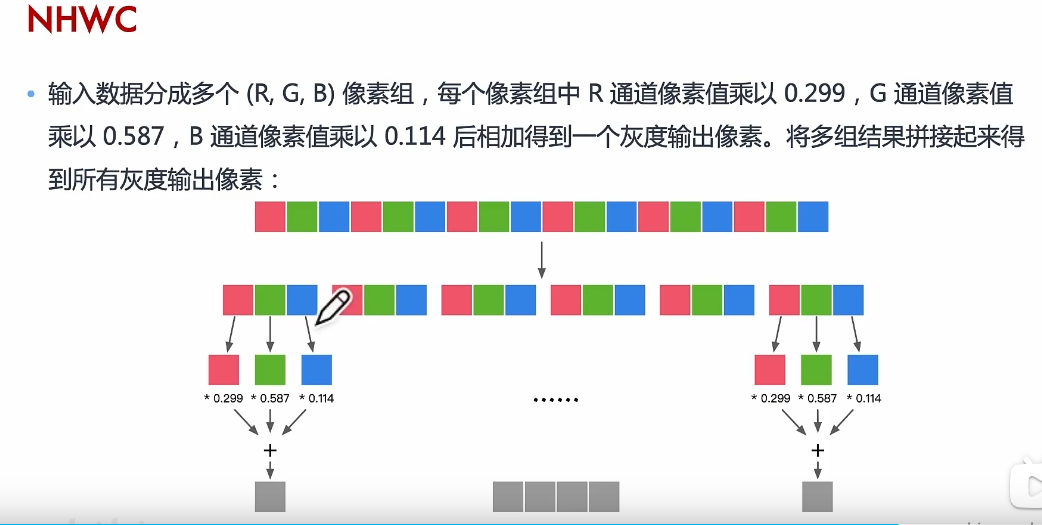 NHWC
• 输入数据分成多个 (R, G, B) 像素组，每个像素组中 R 通道像素值乘以 0.299，G 通道像素值
乘以 0.587，B 通道像素值乘以 0.114 后相加得到一个灰度输出像素。将多组结果拼接起来得
到所有灰度输出像素：
* 0.299 * 0.587 * 0.114 ...... * 0.299 * 0.587 * 0.114
+ +